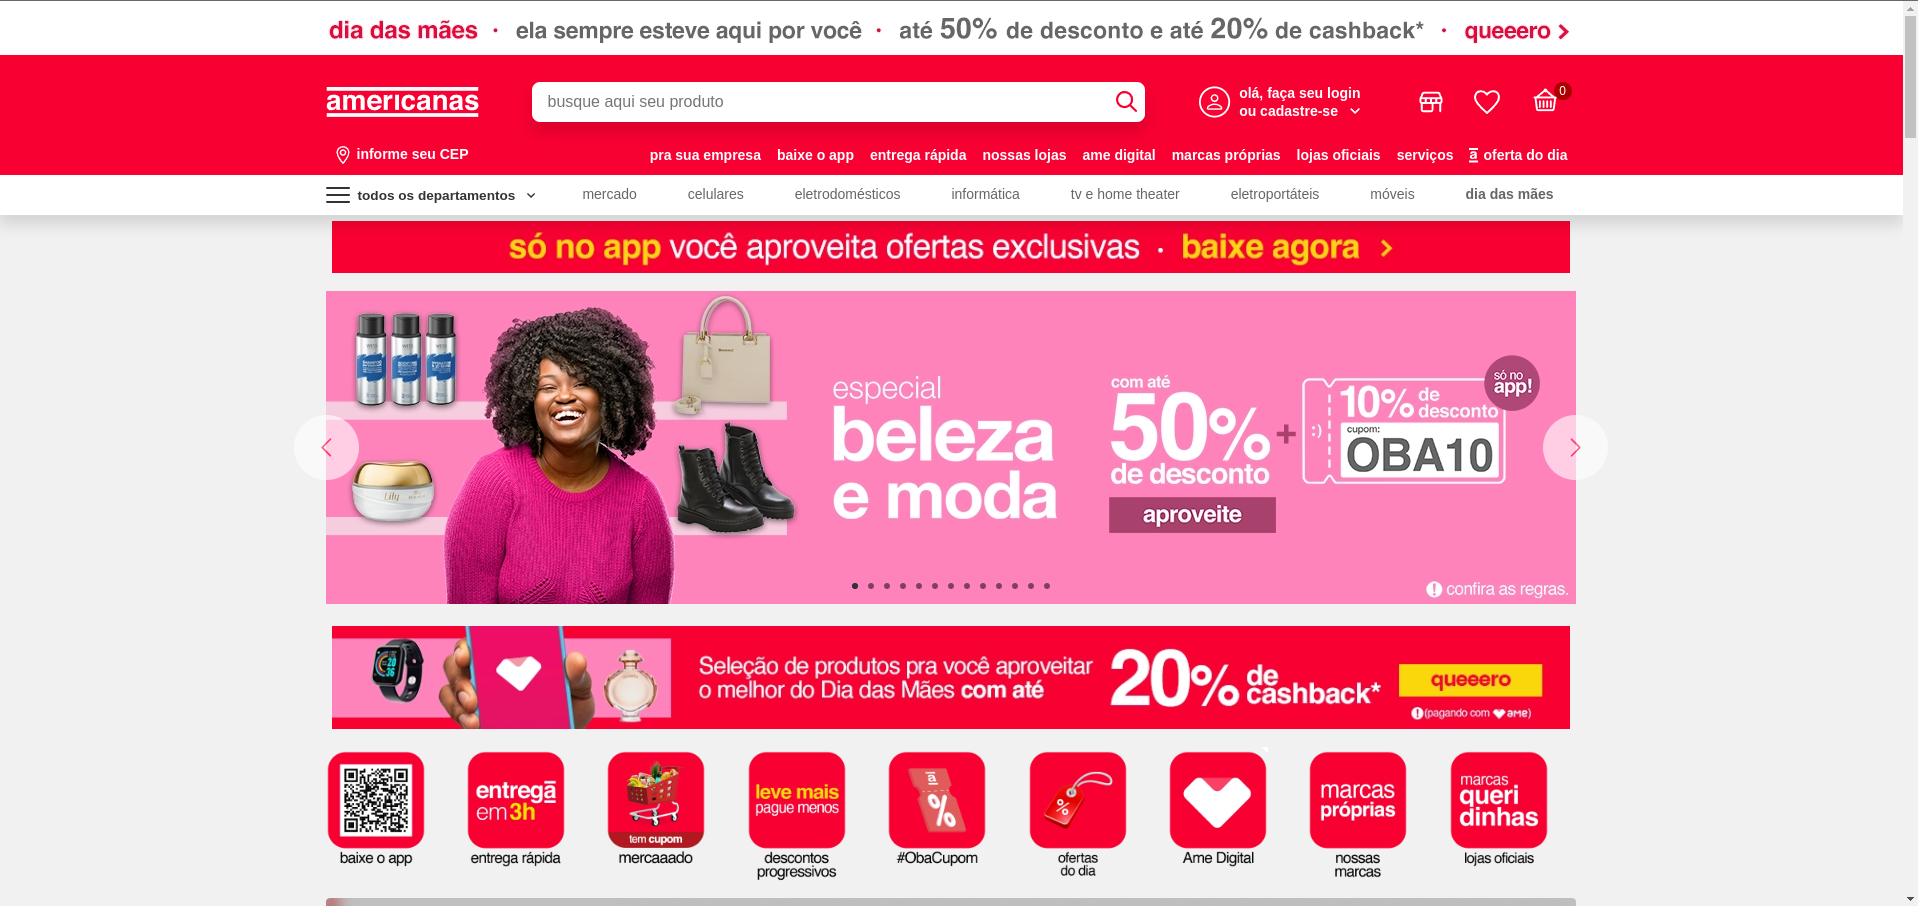 dia das mães • ela sempre esteve aqui por você • até 50% de desconto e até 20% de cashback* • queeero
americanas
busque aqui seu produto
olá, faça seu login
ou cadastre-se
0
informe seu CEP
pra sua empresa baixe o app entrega rápida nossas lojas ame digital marcas próprias lojas oficiais serviços ā oferta do dia
todos os departamentos mercado celulares eletrodomésticos informática tv e home theater eletroportáteis móveis dia das mães
só no app você aproveita ofertas exclusivas • baixe agora
especial
beleza
e moda
com até
50%
de desconto
aproveite
+
:)
10% de
desconto
cupom:
OBA10
só no
app!
Lily
! confira as regras.
Seleção de produtos pra você aproveitar
o melhor do Dia das Mães com até
20% de
cashback*
queeero
! (pagando com ame)
baixe o app
entregā
em 3h
entrega rápida
tem cupom
mercaaado
leve mais
pague menos
descontos
progressivos
ā
%
#ObaCupom
%
ofertas
do dia
Ame Digital
marcas
próprias
nossas
marcas
marcas
queri
dinhas
lojas oficiais